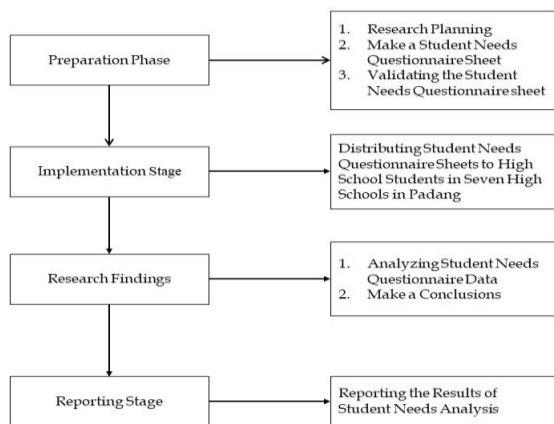 Preparation Phase
1. Research Planning
2. Make a Student Needs
Questionnaire Sheet
3. Validating the Student
Needs Questionnaire sheet
Implementation Stage
Distributing Student Needs
Questionnaire Sheets to High
School Students in Seven High
Schools in Padang
Research Findings
1. Analyzing Student Needs
Questionnaire Data
2. Make a Conclusions
Reporting Stage
Reporting the Results of
Student Needs Analysis